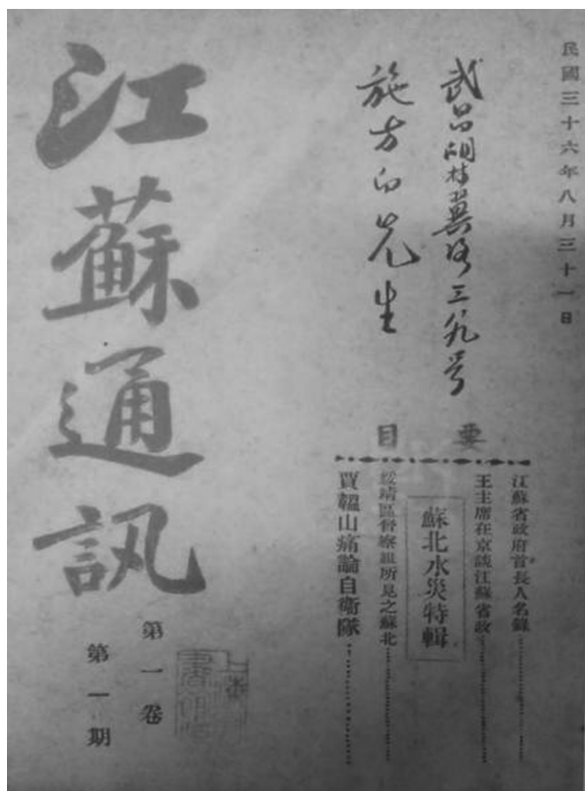 民國三十六年八月三十一日
武昌胡林翼路三九号
施方白先生
江蘇通訊
第一卷
第一期
要目
江蘇省政府首長人名錄
王主席在京談江蘇省政
蘇北水災特輯
綏靖區督察組所見之蘇北
賈韞山痛論自衛隊